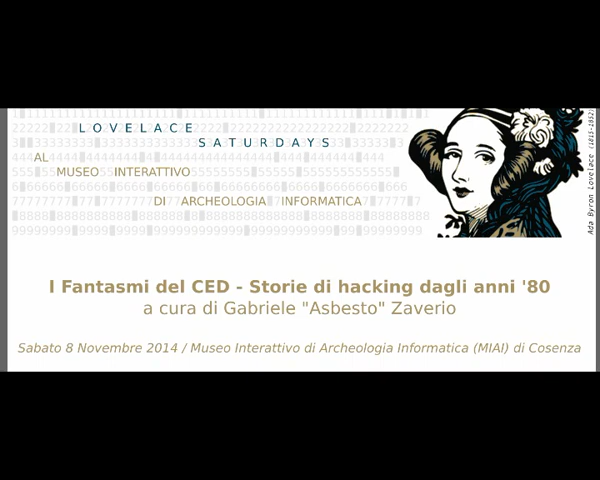 LOVELACE
SATURDAYS
AL
MUSEO INTERATTIVO
DI ARCHEOLOGIA INFORMATICA
Ada Byron Lovelace (1815-1852)
I Fantasmi del CED - Storie di hacking dagli anni '80
a cura di Gabriele "Asbesto" Zaverio
Sabato 8 Novembre 2014 / Museo Interattivo di Archeologia Informatica (MIAI) di Cosenza